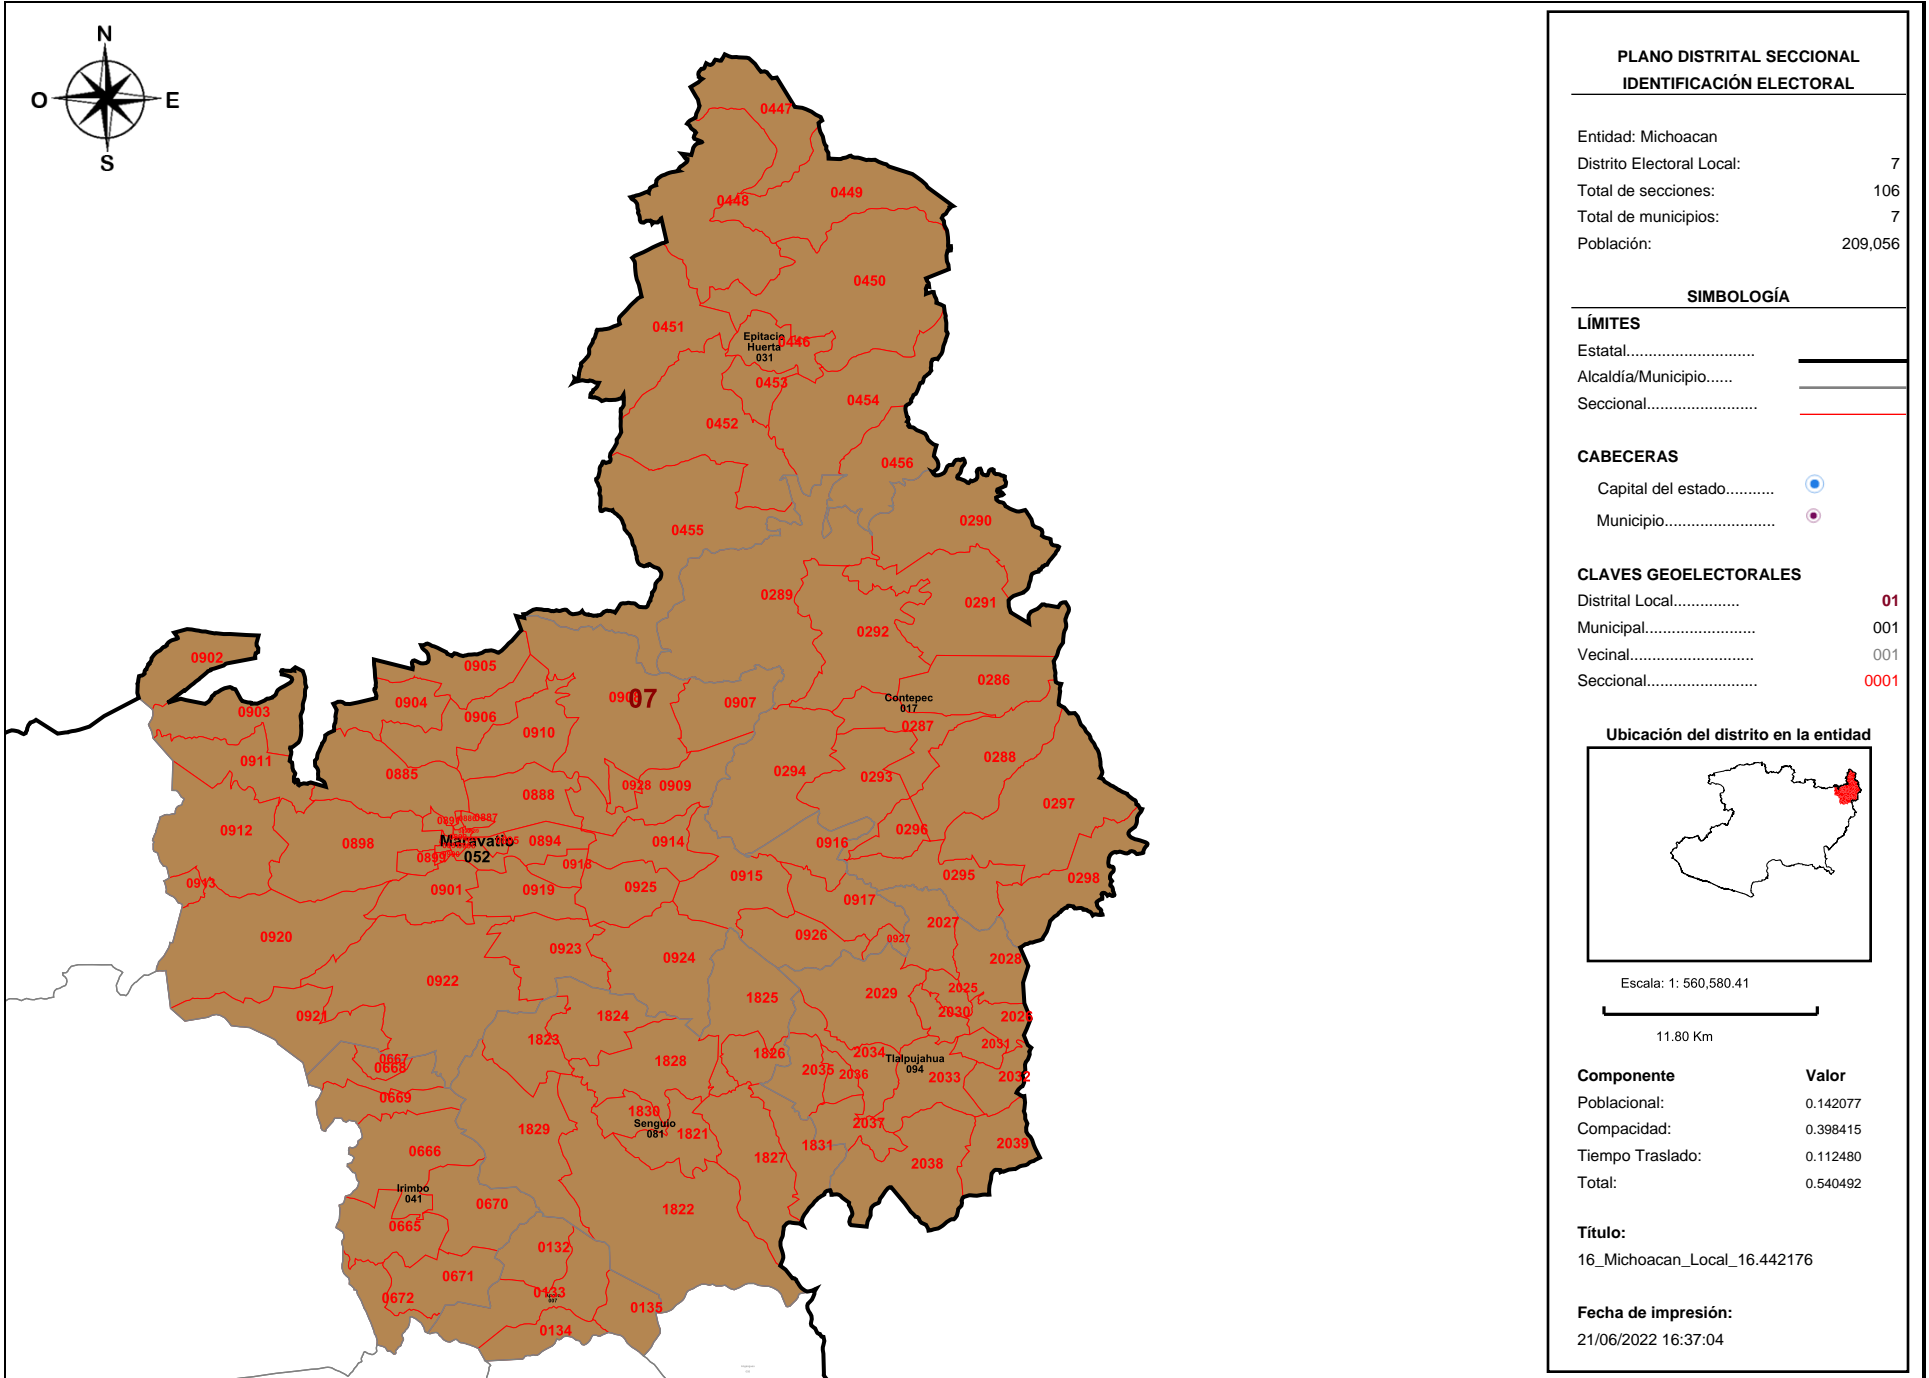 N
O
E
S
0447
0448
0449
0450
0451
Epitacio
Huerta
031
0446
0453
0454
0452
0456
0455
0290
0289
0291
0292
0902
0905
0903
0904
0906
0908
07
0907
0286
Contepec
017
0287
0910
0911
0885
0288
0294
0293
0928
0909
0888
0297
0912
0887
0296
0898
Maravatio
052
0894
0914
0916
0899
0918
0913
0901
0919
0925
0915
0295
0298
0917
0920
0923
0926
0927
2027
0924
2028
0922
1825
2029
2025
0921
1824
2030
2026
1823
2031
0667
0668
1828
1826
2034
Tlalpujahua
094
2035
2036
2033
2032
0669
1830
Senguio
081
1821
2037
1829
1831
2039
0666
1827
2038
Irimbo
041
0670
0665
1822
0132
0671
0133
0672
0135
0134
PLANO DISTRITAL SECCIONAL
IDENTIFICACIÓN ELECTORAL
Entidad: Michoacan
Distrito Electoral Local: 7
Total de secciones: 106
Total de municipios: 7
Población: 209,056
SIMBOLOGÍA
LÍMITES
Estatal............................
Alcaldía/Municipio......
Seccional........................
CABECERAS
Capital del estado...........
Municipio........................
CLAVES GEOELECTORALES
Distrital Local............... 01
Municipal........................ 001
Vecinal........................... 001
Seccional........................ 0001
Ubicación del distrito en la entidad
Escala: 1: 560,580.41
11.80 Km
Componente Valor
Poblacional: 0.142077
Compacidad: 0.398415
Tiempo Traslado: 0.112480
Total: 0.540492
Título:
16_Michoacan_Local_16.442176
Fecha de impresión:
21/06/2022 16:37:04